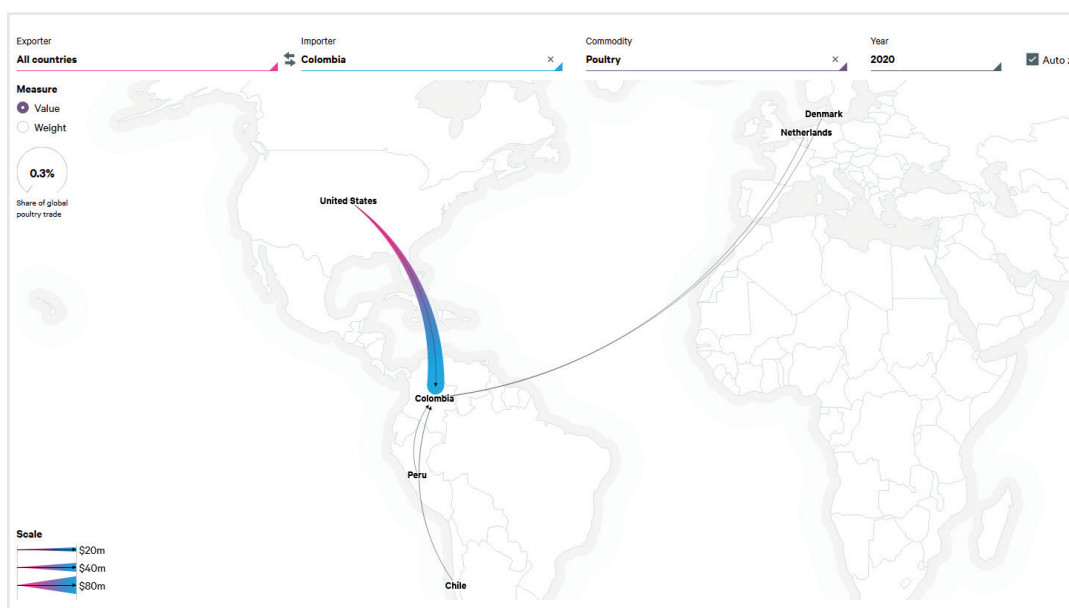 Exporter
All countries
Importer
Colombia
×
Commodity
Poultry
×
Year
2020
Auto
Measure
Value
Weight
0.3%
Share of global
poultry trade
Denmark
Netherlands
United States
Colombia
Peru
Chile
Scale
$20m
$40m
$80m